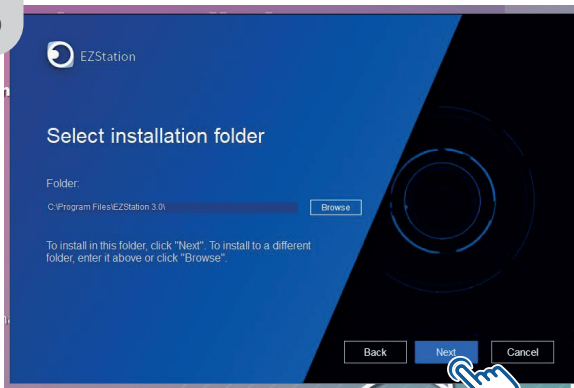 EZStation
Select installation folder
Folder:
C:\Program Files\EZStation 3.0\
Browse
To install in this folder, click "Next". To install to a different
folder, enter it above or click "Browse".
Back
Next
Cancel